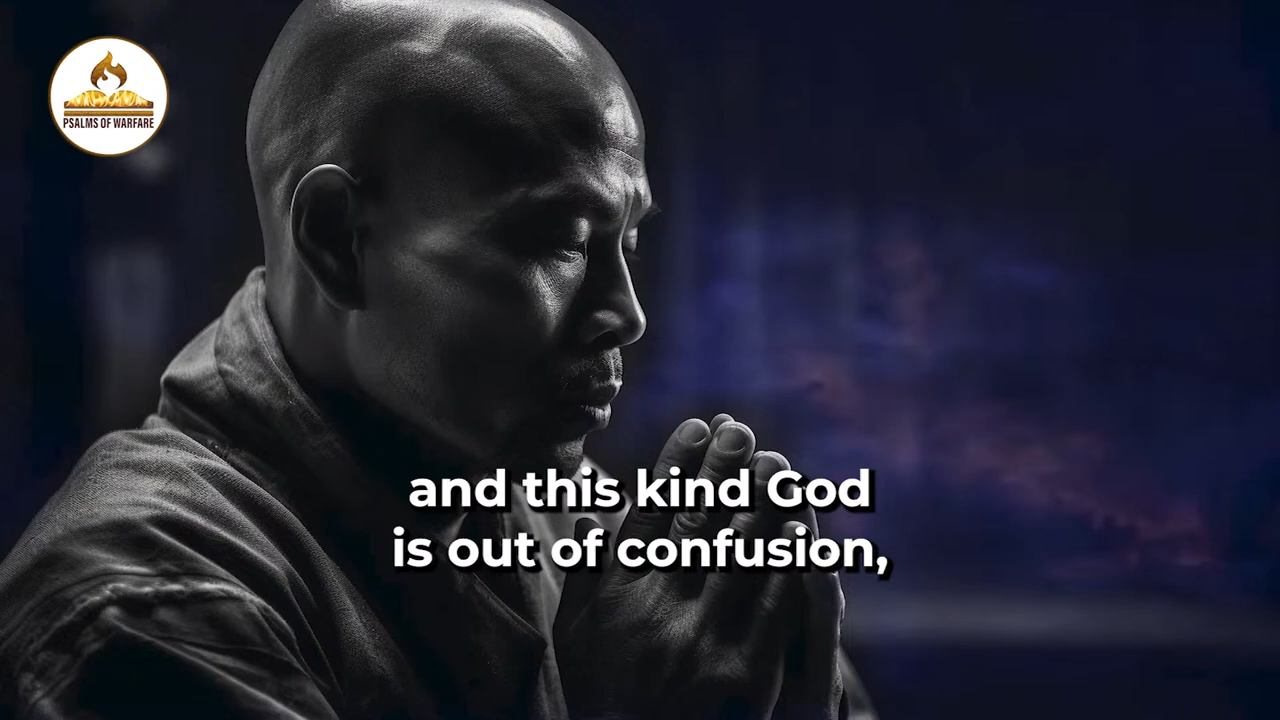 PSALMS OF WARFARE
and this kind God
is out of confusion,